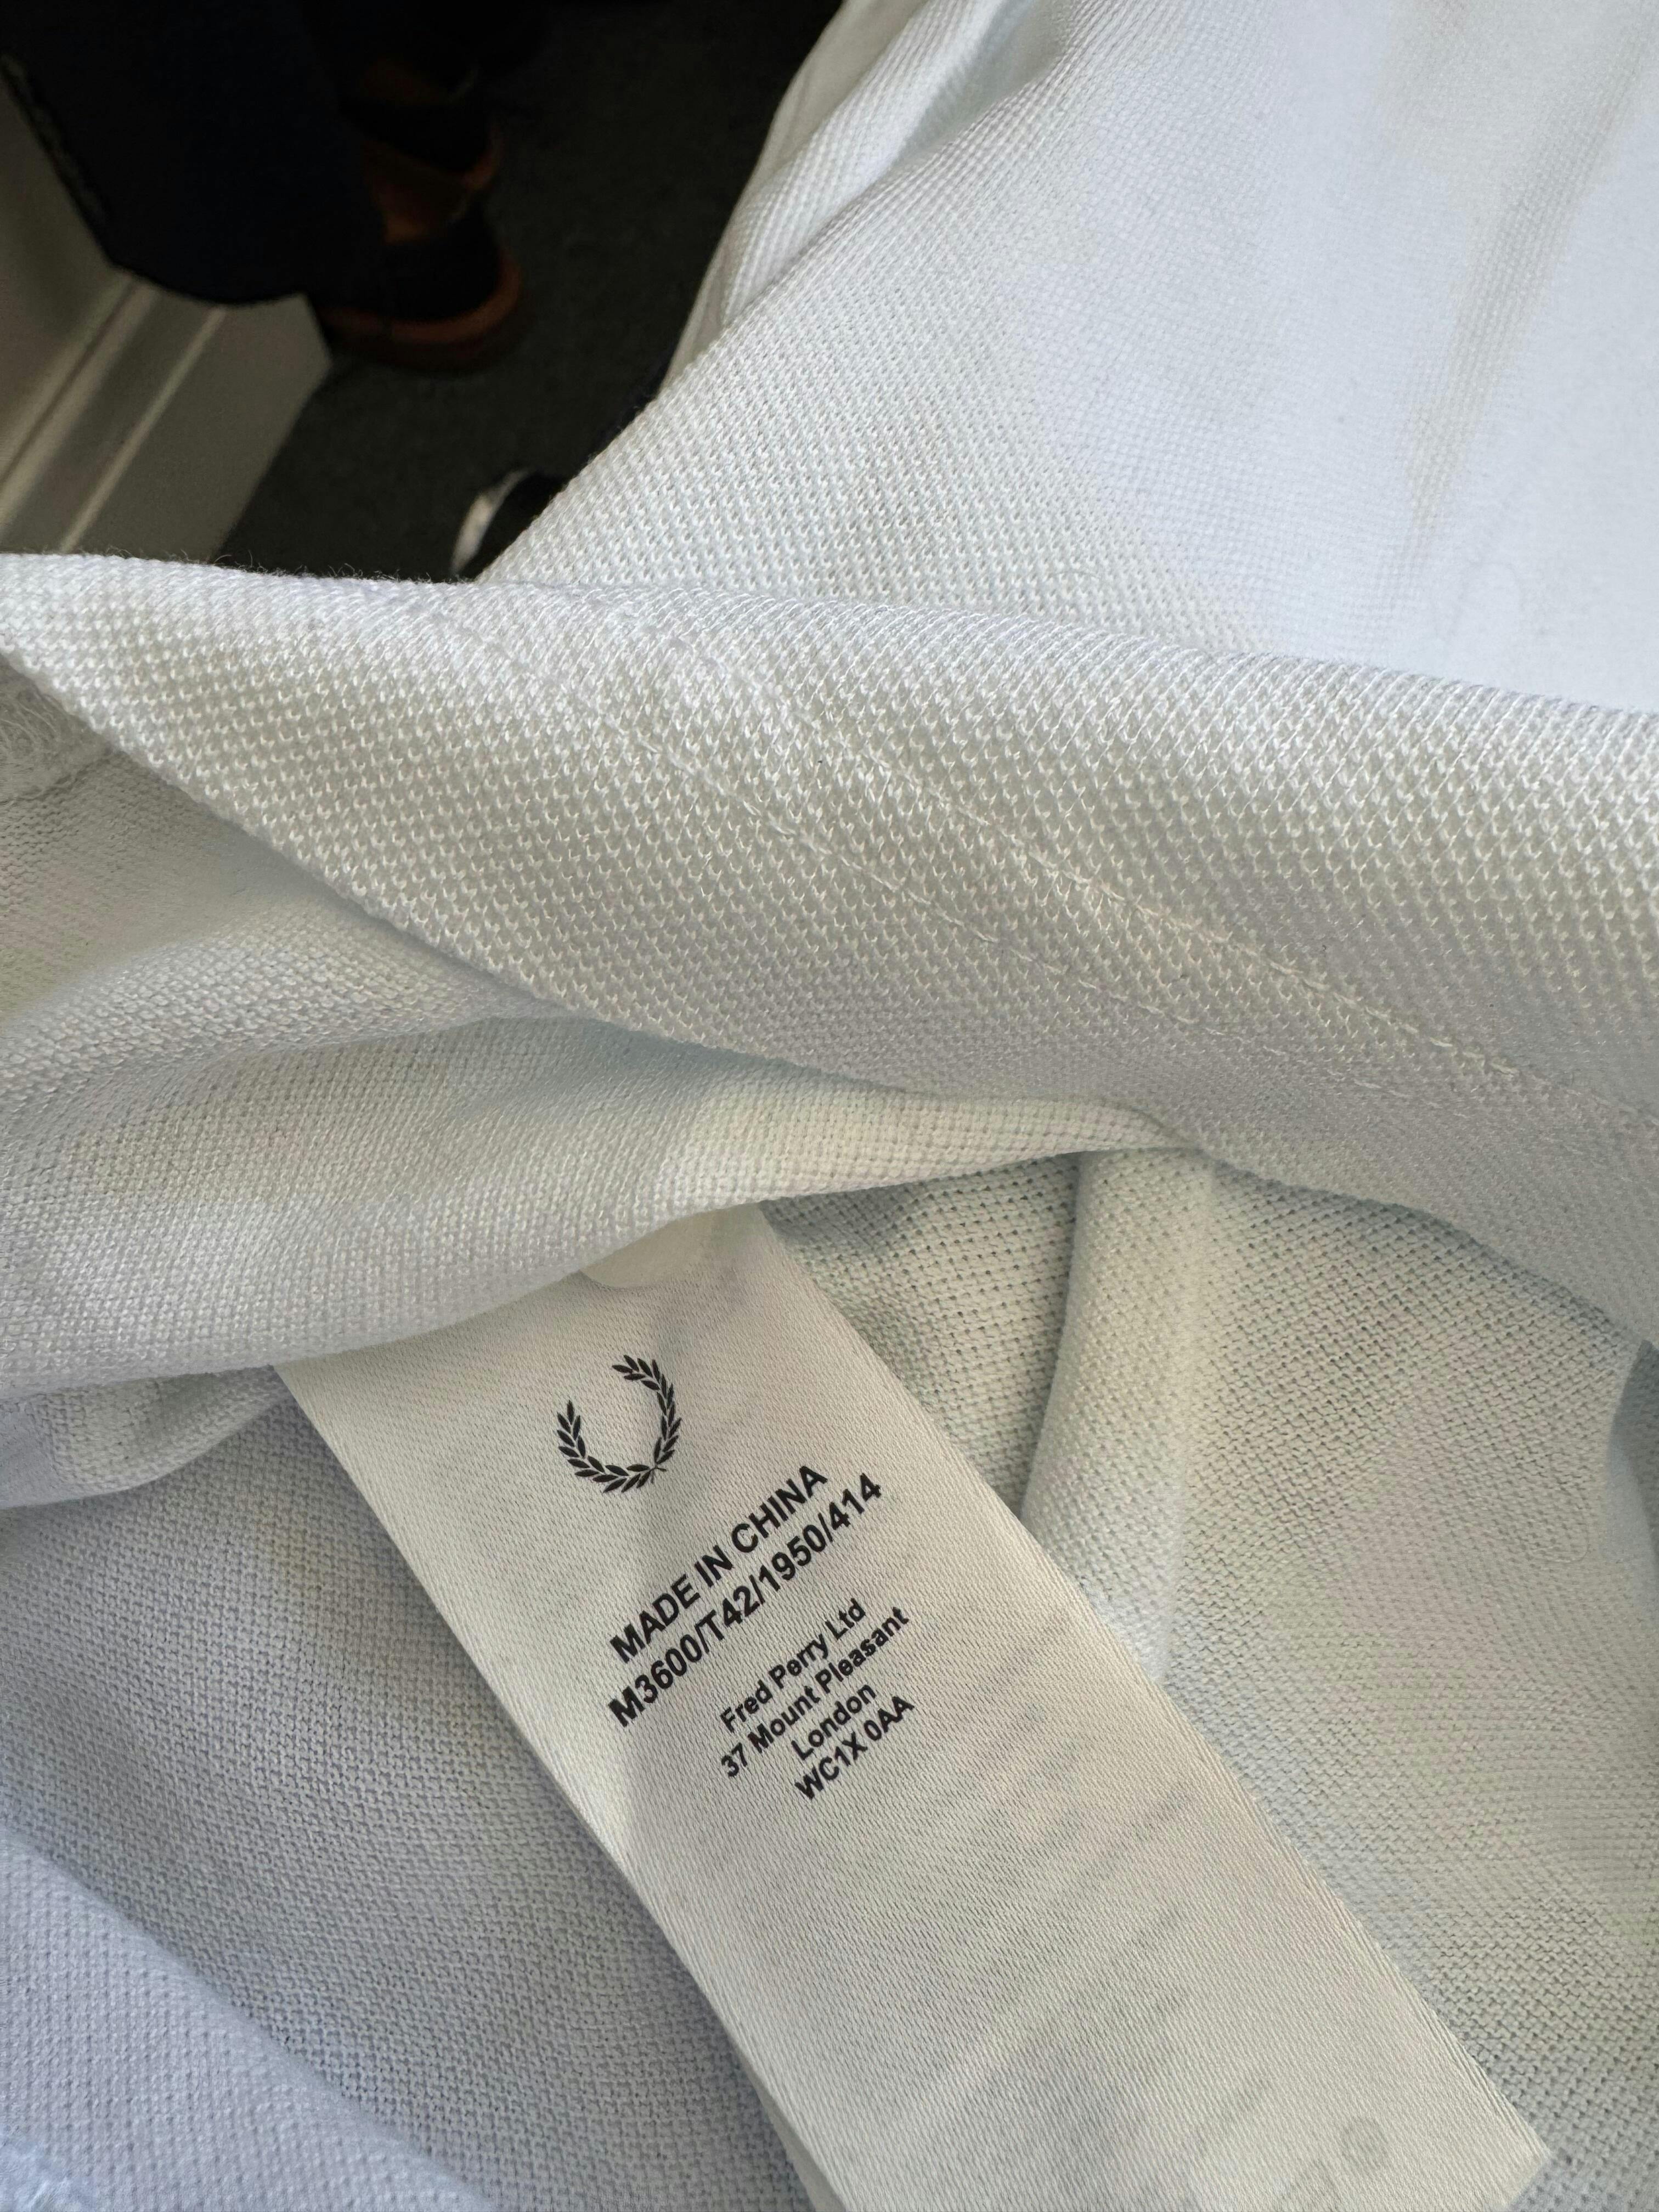 MADE IN CHINA
M3600/T42/1950/414
Fred Perry Ltd
37 Mount Pleasant
London
WC1X 0AA